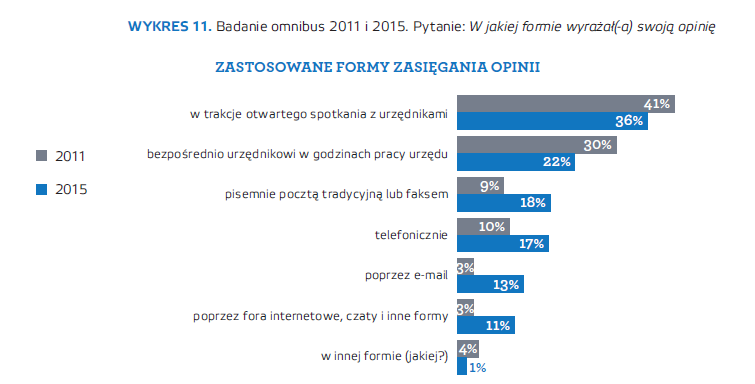 WYKRES 11. Badanie omnibus 2011 i 2015. Pytanie: W jakiej formie wyrażał(-a) swoją opinię
ZASTOSOWANE FORMY ZASIĘGANIA OPINII
2011
2015
w trakcje otwartego spotkania z urzędnikami
41%
36%
bezpośrednio urzędnikowi w godzinach pracy urzędu
30%
22%
pisemnie pocztą tradycyjną lub faksem
9%
18%
telefonicznie
10%
17%
poprzez e-mail
3%
13%
poprzez fora internetowe, czaty i inne formy
3%
11%
w innej formie (jakiej?)
4%
1%